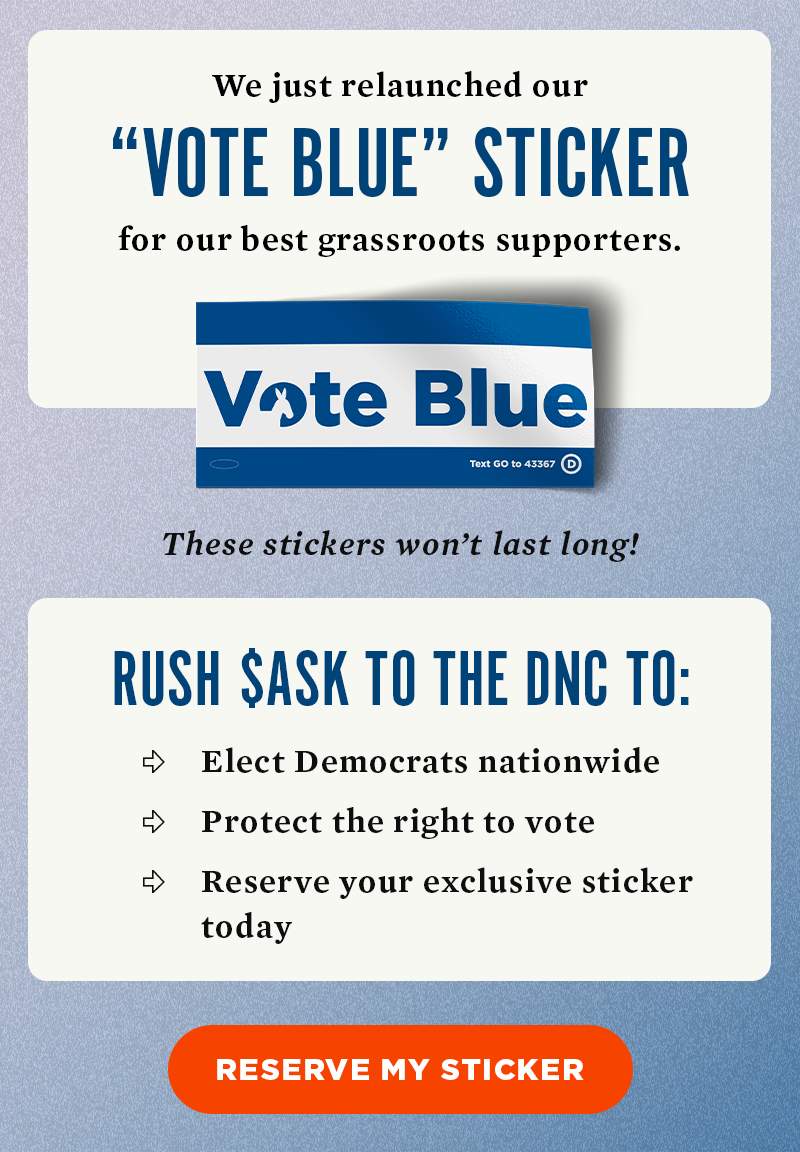 We just relaunched our
“VOTE BLUE” STICKER
for our best grassroots supporters.
Vote Blue
Text GO to 43367 D
These stickers won’t last long!
RUSH $ASK TO THE DNC TO:
Elect Democrats nationwide
Protect the right to vote
Reserve your exclusive sticker
today
RESERVE MY STICKER